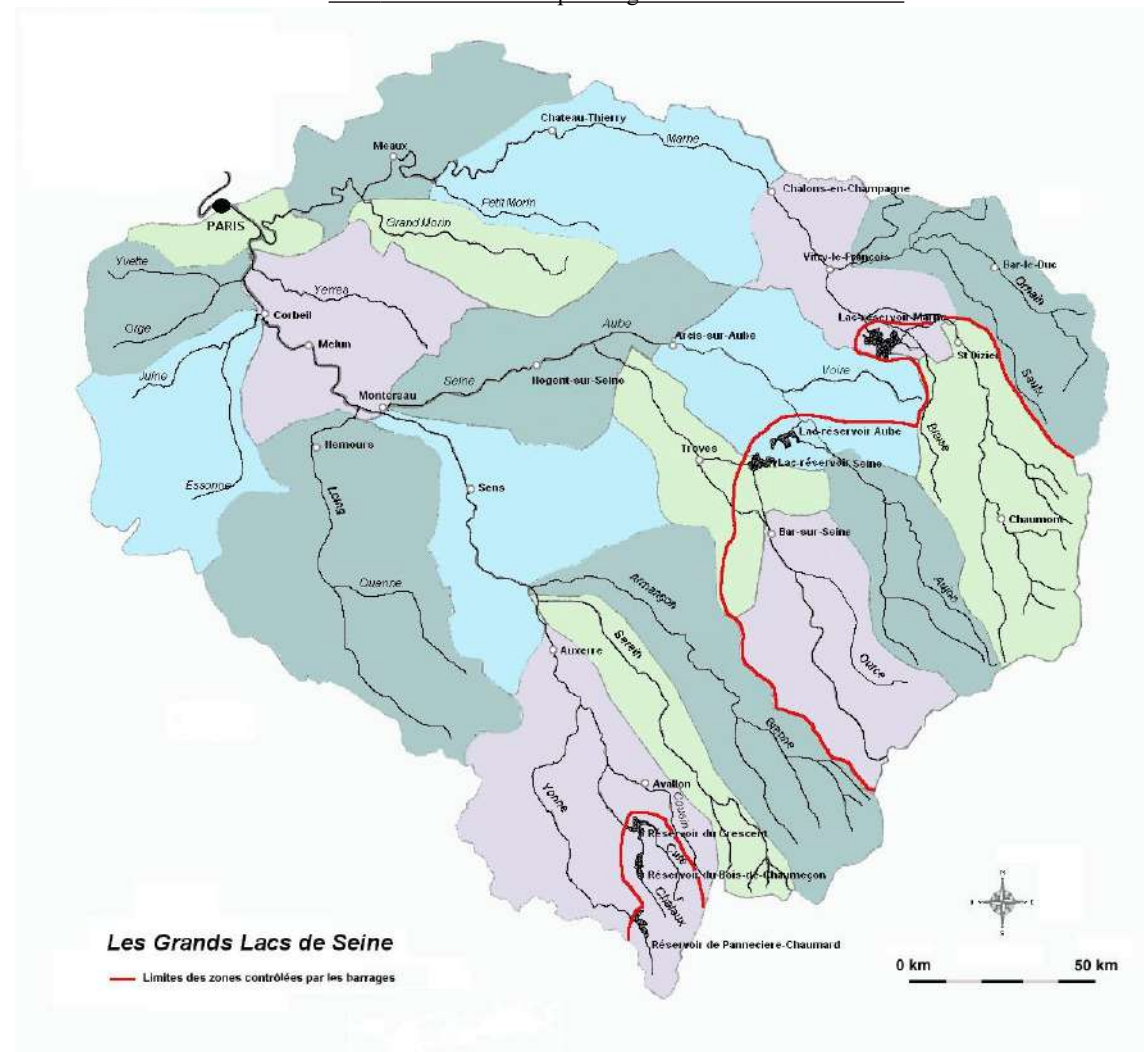 Chateau-Thierry
Marne
Meaux
Chalons-en-Champagne
Petit Morin
PARIS
Grand Morin
Vitry-le-François
Bar-le-Duc
Yvette
Ornain
Yerres
Corbeil
Lac-réservoir Marne
Orge
Aube
Arcis-sur-Aube
Melun
St Dizier
Nogent-sur-Seine
Voire
Saulx
Juine
Seine
Montereau
Blaise
Lac-réservoir Aube
Nemours
Troyes
Lac-réservoir Seine
Essonne
Loing
Sens
Chaumont
Bar-sur-Seine
Ouanne
Armançon
Aujon
Serein
Auxerre
Ource
Brenne
Yonne
Avallon
Cousin
Réservoir du Crescent
Cure
Réservoir du Bois-de-Chaumeçon
Chalaux
N
E
S
Réservoir de Panneciere-Chaumard
Les Grands Lacs de Seine
Limites des zones contrôlées par les barrages
0 km
50 km